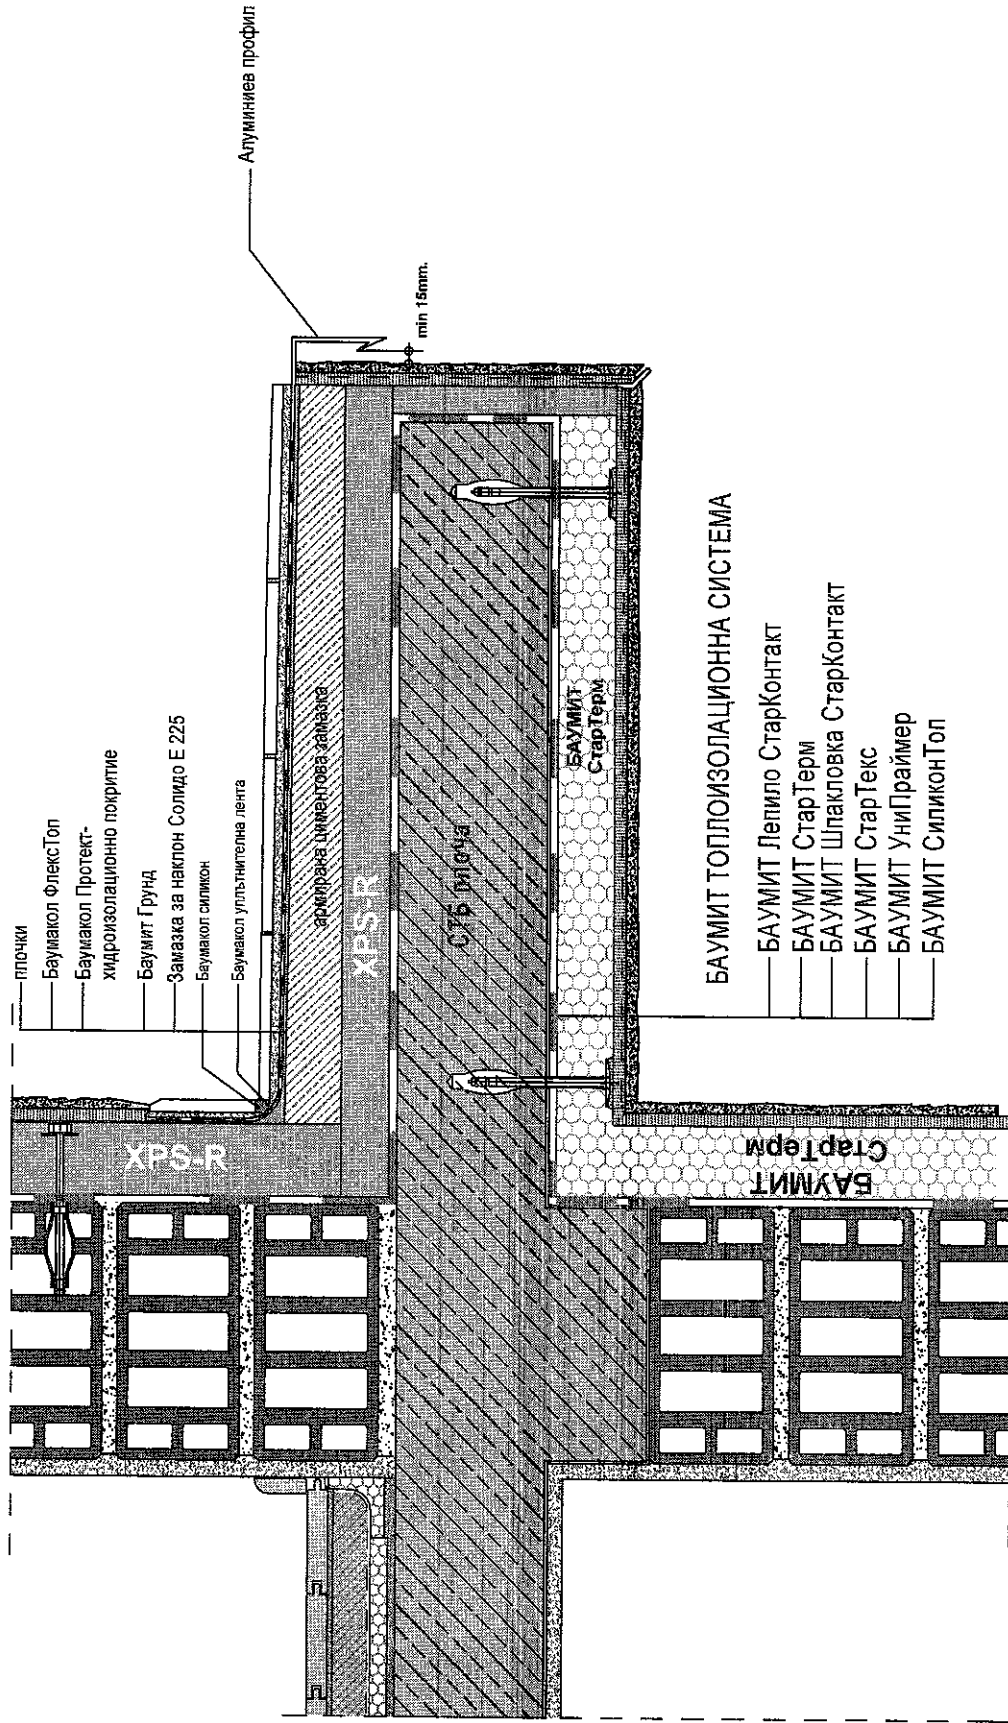 плочки
Баумакол ФлексТоп
Баумакол Протект-
хидроизолационно покритие
Баумит Грунд
Замазка за наклон Солидо Е 225
Баумакол силикон
Баумакол уплътнителна лента
Алуминиев профил
min 15mm.
армирана циментова замазка
XPS-R
XPS-R
СТБ плоча
БАУМИТ
СтарТерм
БАУМИТ
СтарТерм
БАУМИТ ТОПЛОИЗОЛАЦИОННА СИСТЕМА
БАУМИТ Лепило СтарКонтакт
БАУМИТ СтарТерм
БАУМИТ Шпакловка СтарКонтакт
БАУМИТ СтарТекс
БАУМИТ УниПраймер
БАУМИТ СиликонТоп